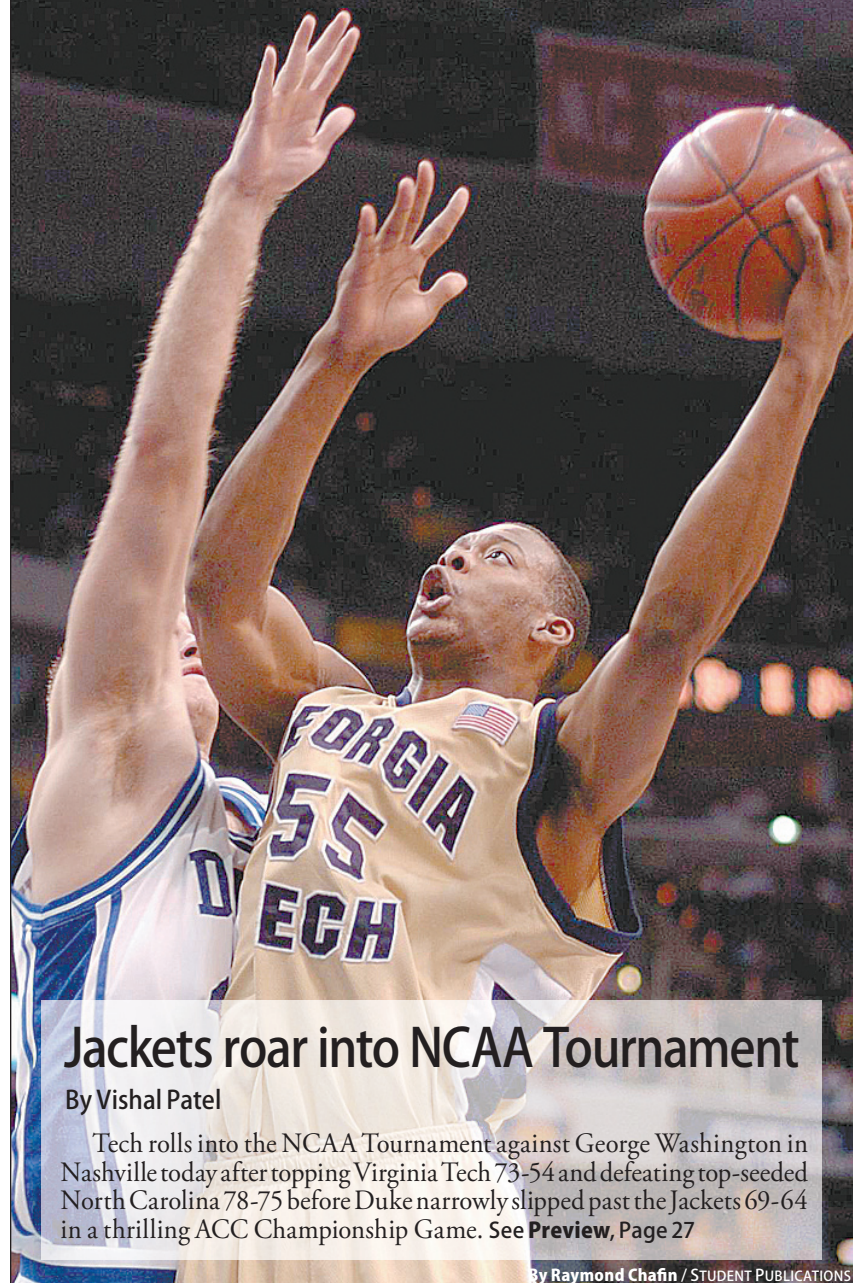 EORGIA
55
ECH
D
Jackets roar into NCAA Tournament
By Vishal Patel
Tech rolls into the NCAA Tournament against George Washington in
Nashville today after topping Virginia Tech 73-54 and defeating top-seeded
North Carolina 78-75 before Duke narrowly slipped past the Jackets 69-64
in a thrilling ACC Championship Game. See Preview, Page 27
By Raymond Chafin / STUDENT PUBLICATIONS